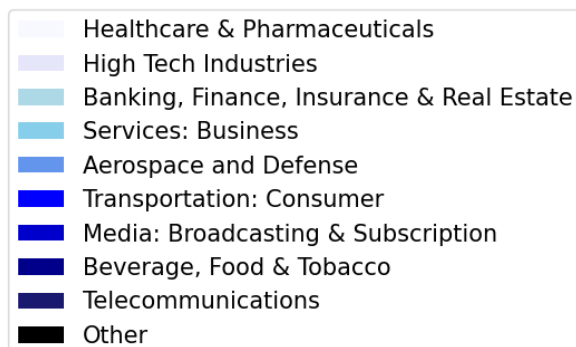 Healthcare & Pharmaceuticals
High Tech Industries
Banking, Finance, Insurance & Real Estate
Services: Business
Aerospace and Defense
Transportation: Consumer
Media: Broadcasting & Subscription
Beverage, Food & Tobacco
Telecommunications
Other